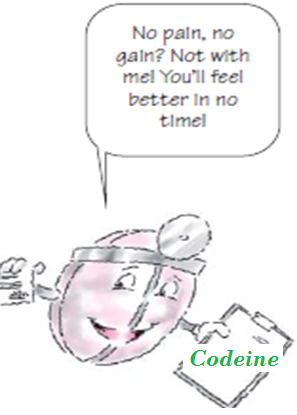 No pain, no
gain? Not with
me! You'll feel
better in no
time!
Codeine